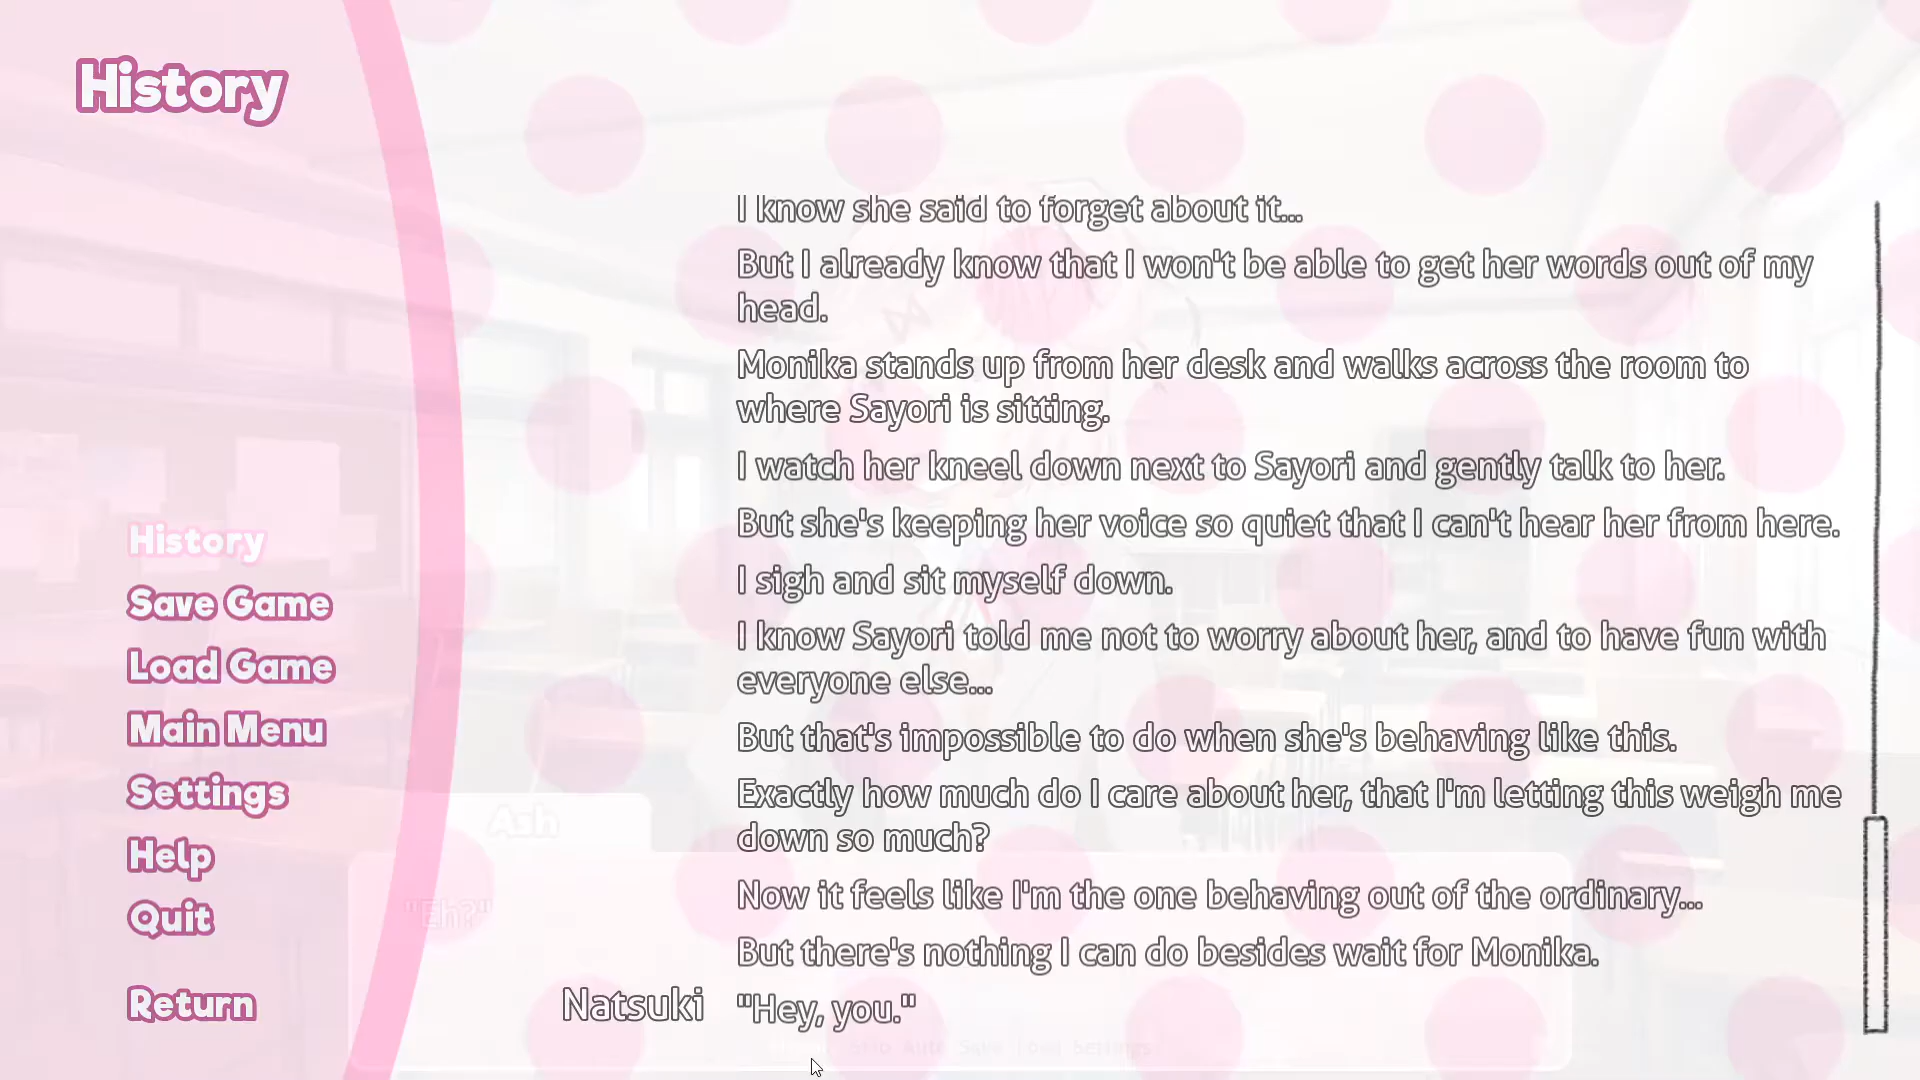 History
I know she said to forget about it...
But I already know that I won't be able to get her words out of my
head.
Monika stands up from her desk and walks across the room to
where Sayori is sitting.
I watch her kneel down next to Sayori and gently talk to her.
But she's keeping her voice so quiet that I can't hear her from here.
I sigh and sit myself down.
I know Sayori told me not to worry about her, and to have fun with
everyone else...
But that's impossible to do when she's behaving like this.
Exactly how much do I care about her, that I'm letting this weigh me
down so much?
Now it feels like I'm the one behaving out of the ordinary...
But there's nothing I can do besides wait for Monika.
Natsuki "Hey, you."
History
Save Game
Load Game
Main Menu
Settings
Help
Quit
Return
Ash
"Eh?"
Skip Auto Save Load Settings